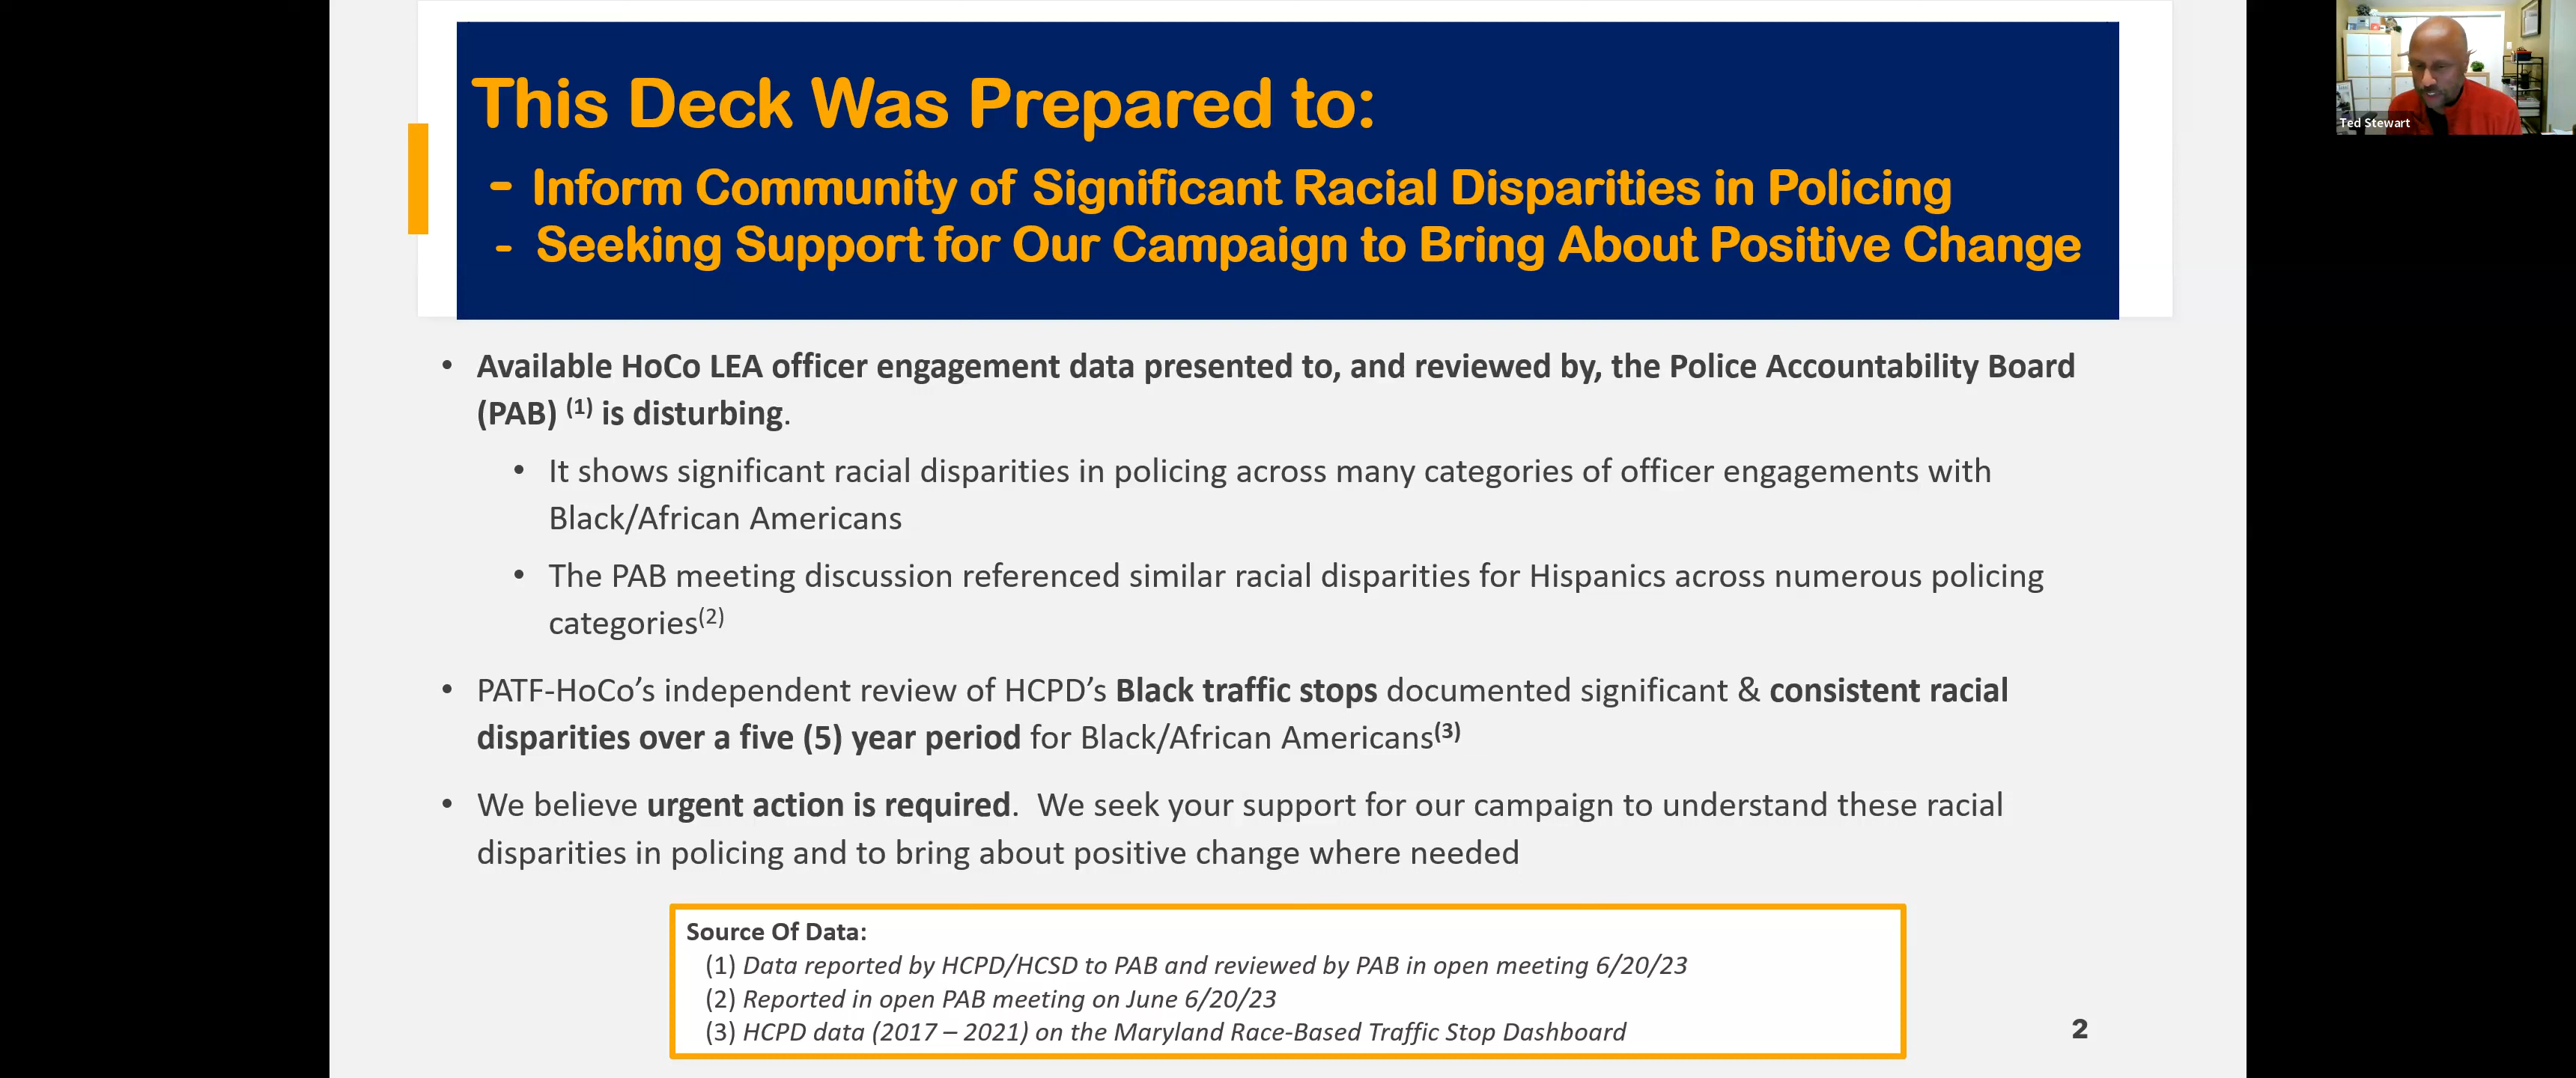 This Deck Was Prepared to:
- Inform Community of Significant Racial Disparities in Policing
- Seeking Support for Our Campaign to Bring About Positive Change
• Available HoCo LEA officer engagement data presented to, and reviewed by, the Police Accountability Board
(PAB) (1) is disturbing.
• It shows significant racial disparities in policing across many categories of officer engagements with
Black/African Americans
• The PAB meeting discussion referenced similar racial disparities for Hispanics across numerous policing
categories(2)
• PATF-HoCo’s independent review of HCPD’s Black traffic stops documented significant & consistent racial
disparities over a five (5) year period for Black/African Americans(3)
• We believe urgent action is required. We seek your support for our campaign to understand these racial
disparities in policing and to bring about positive change where needed
Source Of Data:
(1) Data reported by HCPD/HCSD to PAB and reviewed by PAB in open meeting 6/20/23
(2) Reported in open PAB meeting on June 6/20/23
(3) HCPD data (2017 – 2021) on the Maryland Race-Based Traffic Stop Dashboard
2
Ted Stewart